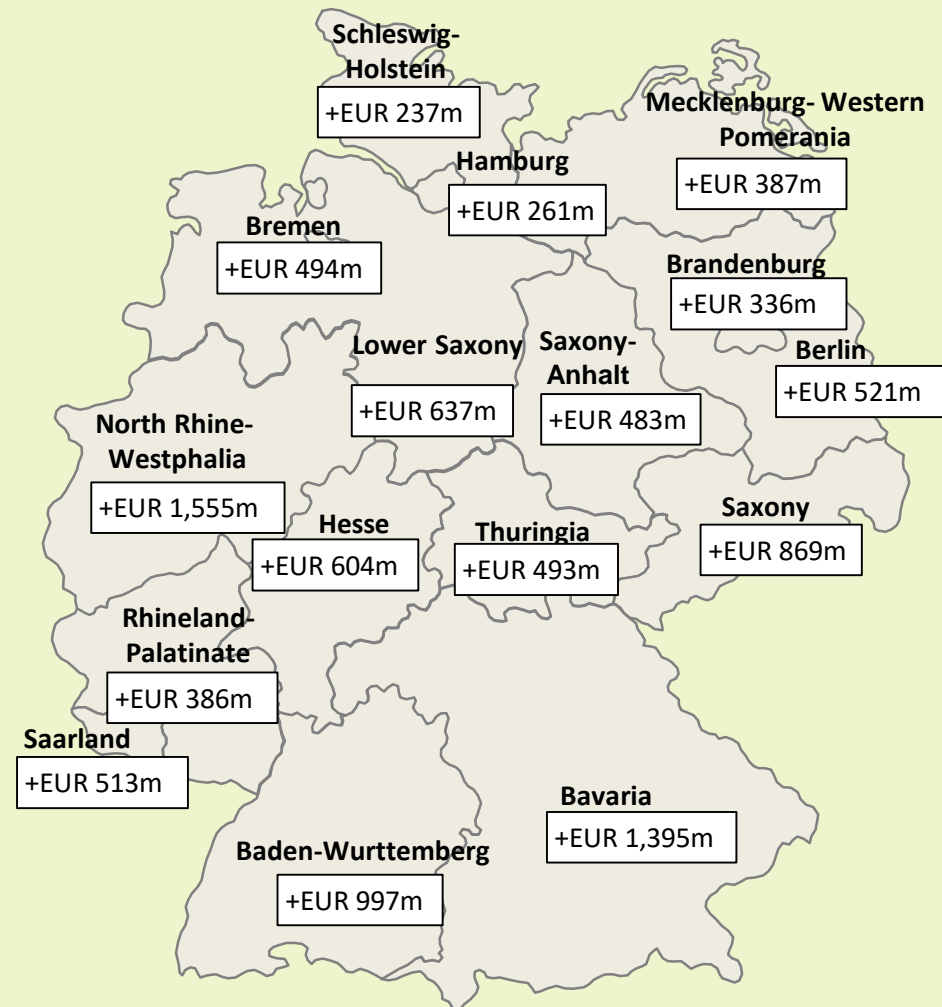 Schleswig-
Holstein
+EUR 237m
Mecklenburg- Western
Pomerania
+EUR 387m
Hamburg
+EUR 261m
Bremen
+EUR 494m
Brandenburg
+EUR 336m
Lower Saxony
+EUR 637m
Saxony-
Anhalt
+EUR 483m
Berlin
+EUR 521m
North Rhine-
Westphalia
+EUR 1,555m
Hesse
+EUR 604m
Thuringia
+EUR 493m
Saxony
+EUR 869m
Rhineland-
Palatinate
+EUR 386m
Saarland
+EUR 513m
Bavaria
+EUR 1,395m
Baden-Wurttemberg
+EUR 997m